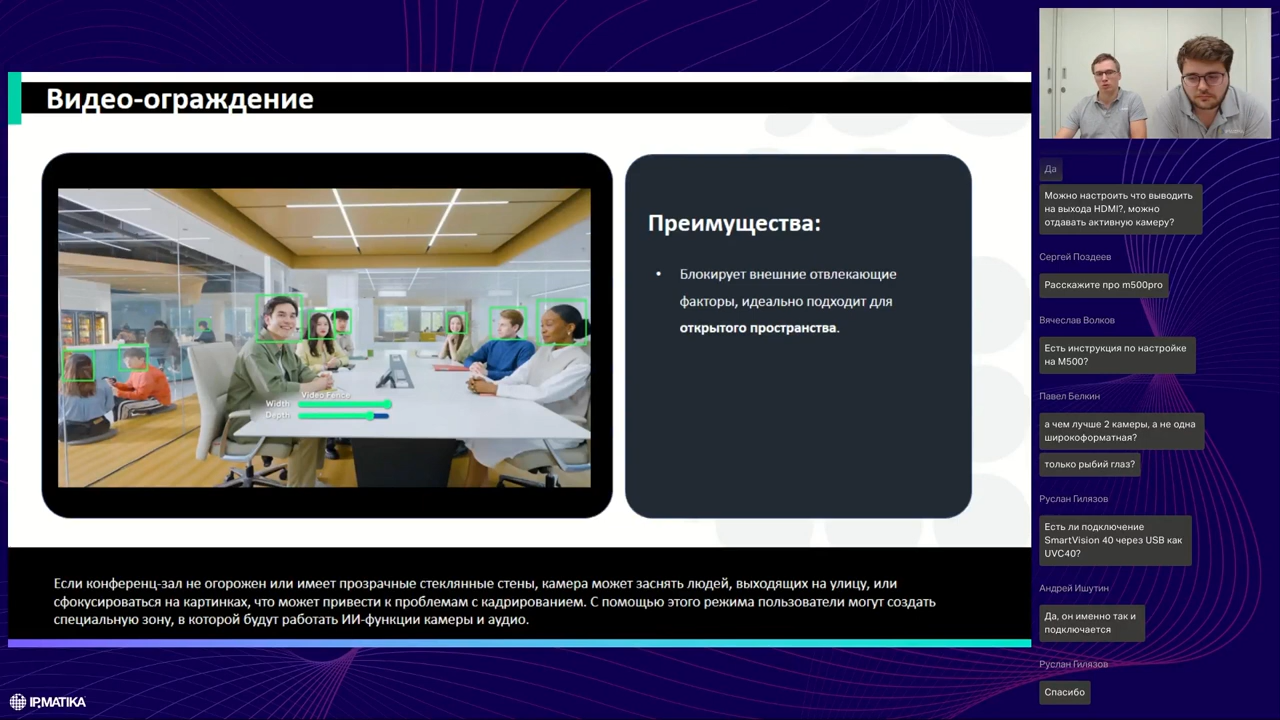 Видео-ограждение
Video Fence
Width
Depth
Преимущества:
• Блокирует внешние отвлекающие
факторы, идеально подходит для
открытого пространства.
Если конференц-зал не огорожен или имеет прозрачные стеклянные стены, камера может заснять людей, выходящих на улицу, или
сфокусироваться на картинках, что может привести к проблемам с кадрированием. С помощью этого режима пользователи могут создать
специальную зону, в которой будут работать ИИ-функции камеры и аудио.
IPMATIKA
Да
Можно настроить что выводить
на выхода HDMI?, можно
отдавать активную камеру?
Сергей Поздеев
Расскажите про m500pro
Вячеслав Волков
Есть инструкция по настройке
на M500?
Павел Белкин
а чем лучше 2 камеры, а не одна
широкоформатная?
только рыбий глаз?
Руслан Гилязов
Есть ли подключение
SmartVision 40 через USB как
UVC40?
Андрей Ишутин
Да, он именно так и
подключается
Руслан Гилязов
Спасибо